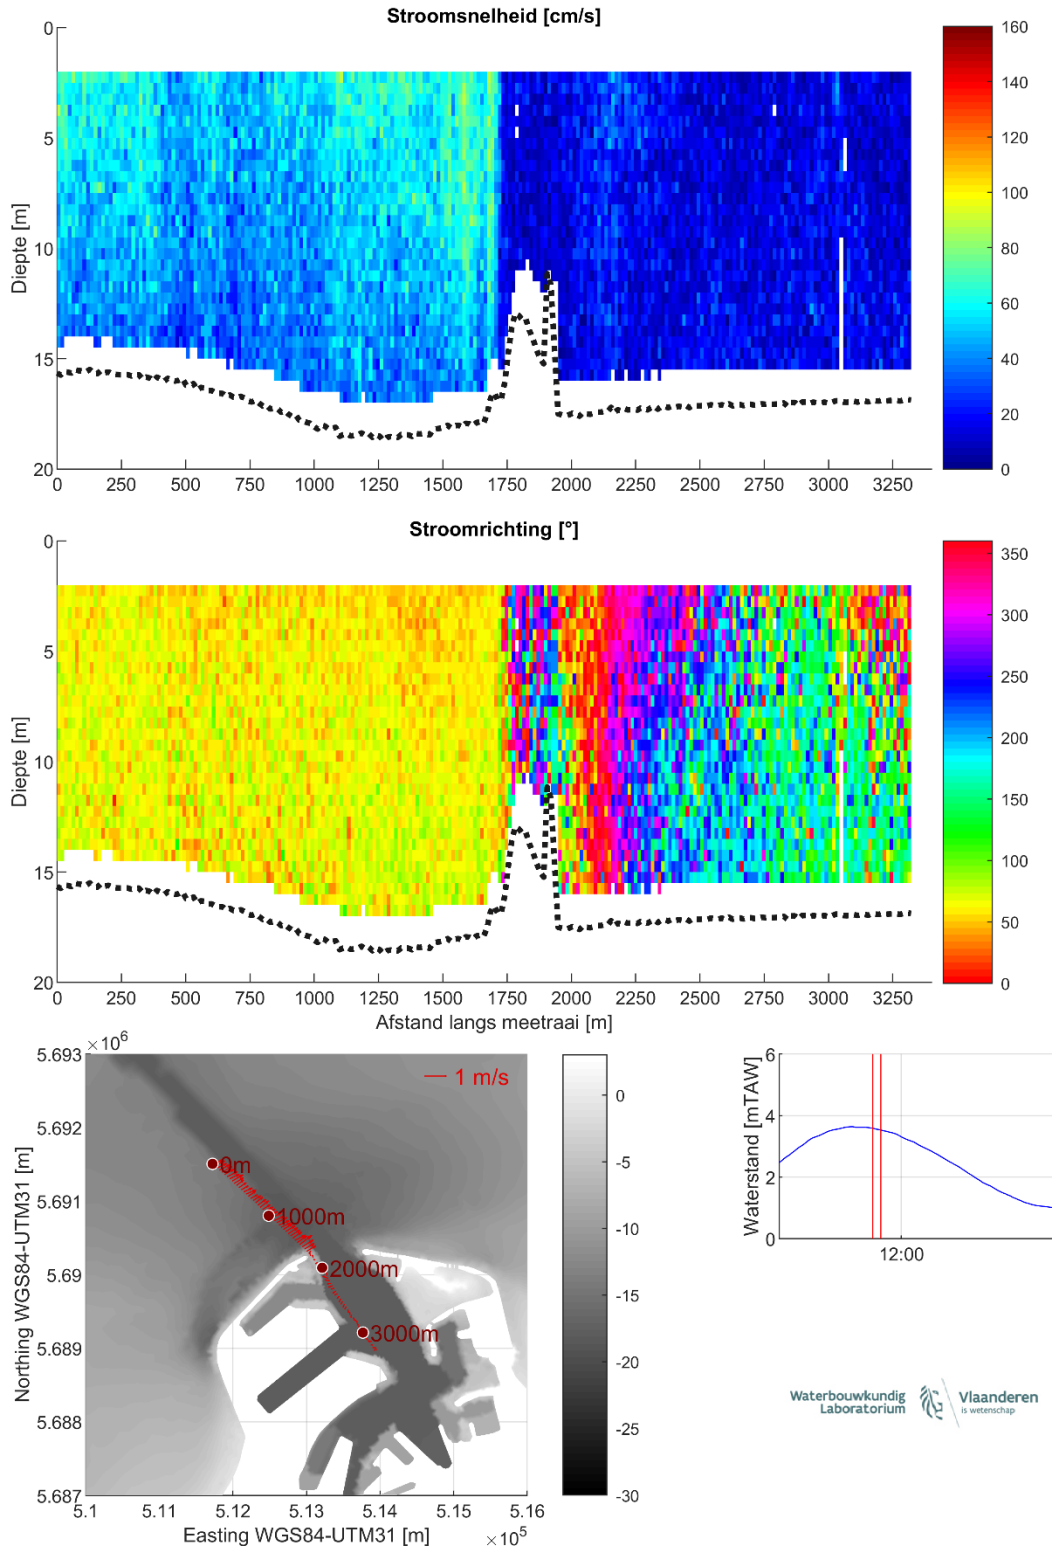 Stroomsnelheid [cm/s]
Diepte [m]
0
5
10
15
20
0 250 500 750 1000 1250 1500 1750 2000 2250 2500 2750 3000 3250
160
140
120
100
80
60
40
20
0
Stroomrichting [°]
Diepte [m]
0
5
10
15
20
0 250 500 750 1000 1250 1500 1750 2000 2250 2500 2750 3000 3250
Afstand langs meetraai [m]
350
300
250
200
150
100
50
0
×10⁶
5.693
5.692
5.691
5.69
5.689
5.688
5.687
Northing WGS84-UTM31 [m]
1 m/s
0m
1000m
2000m
3000m
5.1 5.11 5.12 5.13 5.14 5.15 5.16
Easting WGS84-UTM31 [m]
×10⁵
0
-5
-10
-15
-20
-25
-30
Waterstand [mTAW]
6
4
2
0
12:00
Waterbouwkundig
Laboratorium
Vlaanderen
is wetenschap